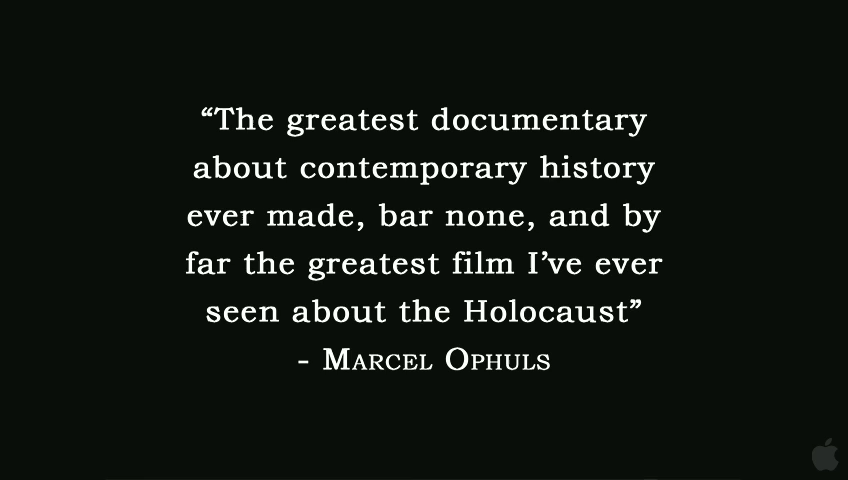 “The greatest documentary
about contemporary history
ever made, bar none, and by
far the greatest film I’ve ever
seen about the Holocaust”
- Marcel Ophuls